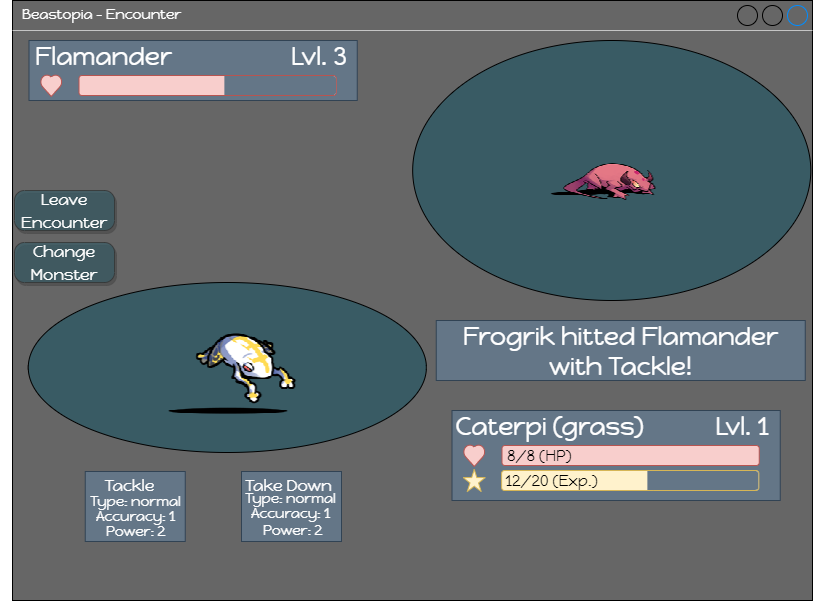 Beastopia - Encounter
Flamander Lvl. 3
Leave
Encounter
Change
Monster
Frogrik hitted Flamander
with Tackle!
Caterpi (grass) Lvl. 1
8/8 (HP)
12/20 (Exp.)
Tackle
Type: normal
Accuracy: 1
Power: 2
Take Down
Type: normal
Accuracy: 1
Power: 2